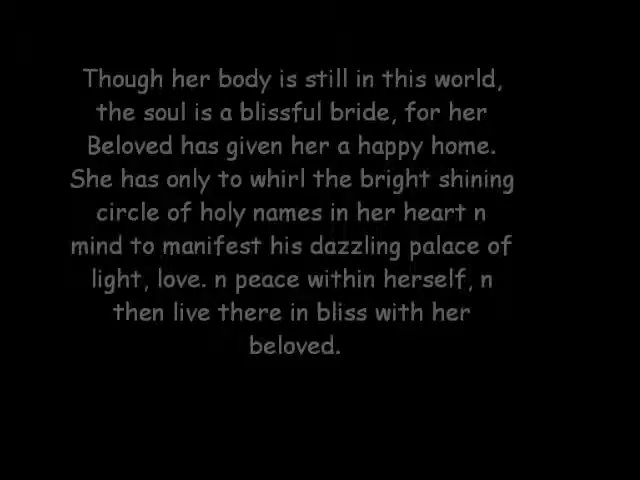 Though her body is still in this world,
the soul is a blissful bride, for her
Beloved has given her a happy home.
She has only to whirl the bright shining
circle of holy names in her heart n
mind to manifest his dazzling palace of
light, love. n peace within herself, n
then live there in bliss with her
beloved.